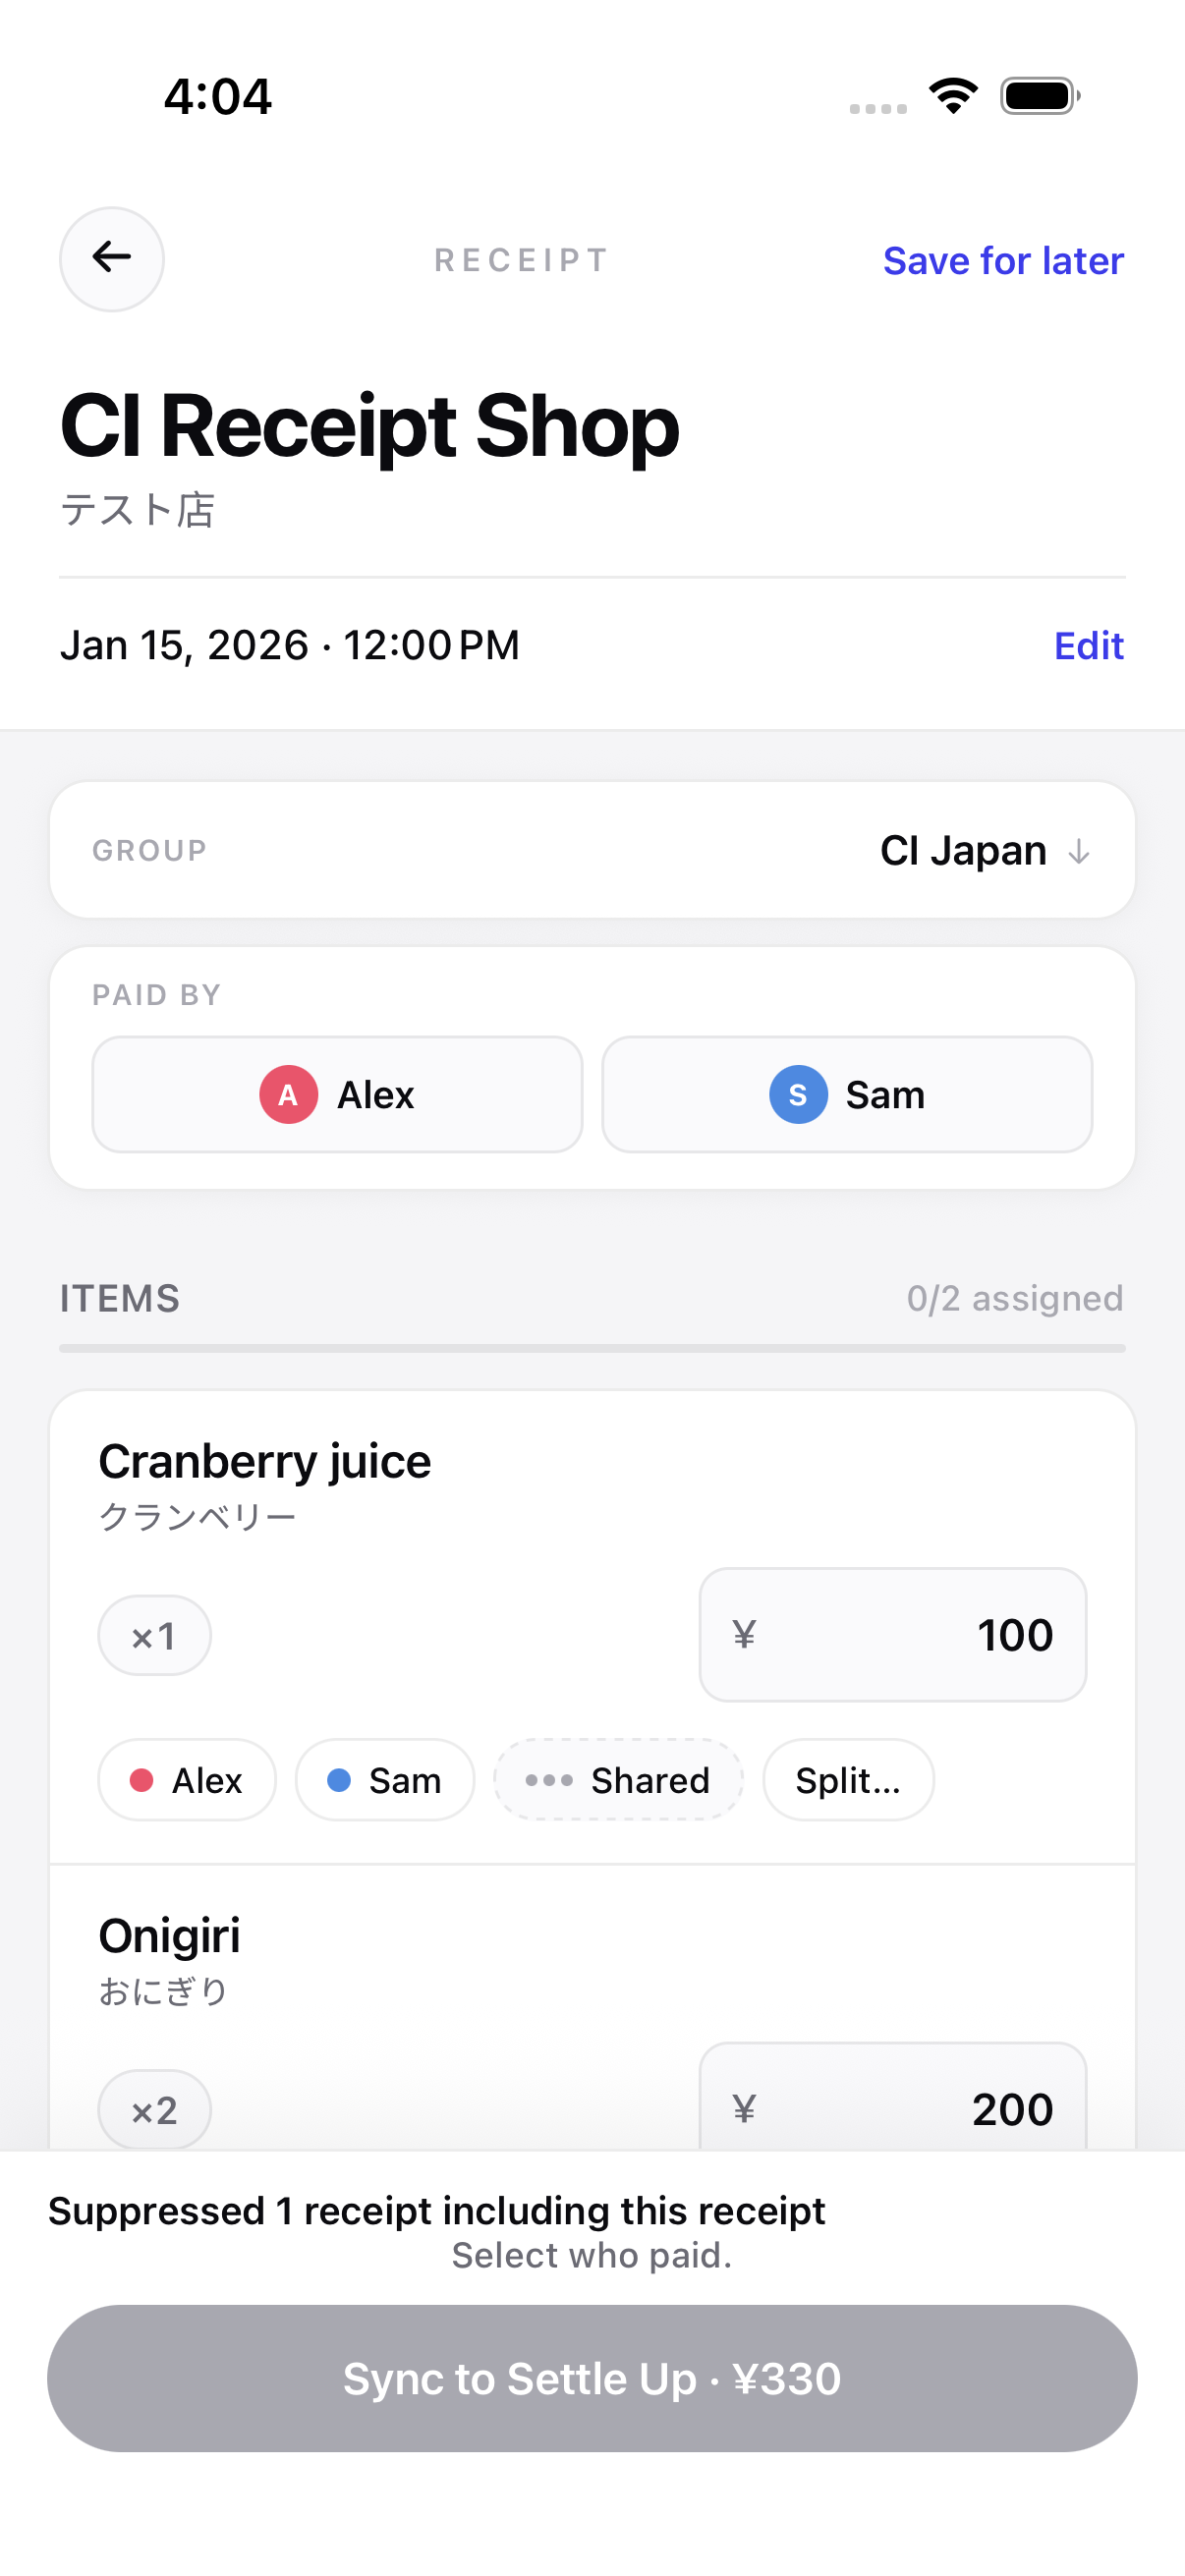 4:04
RECEIPT
Save for later
CI Receipt Shop
テスト店
Jan 15, 2026 · 12:00 PM
Edit
GROUP
CI Japan ↓
PAID BY
A Alex
S Sam
ITEMS
0/2 assigned
Cranberry juice
クランベリー
×1
¥ 100
Alex
Sam
Shared
Split...
Onigiri
おにぎり
×2
¥ 200
Suppressed 1 receipt including this receipt
Select who paid.
Sync to Settle Up · ¥330